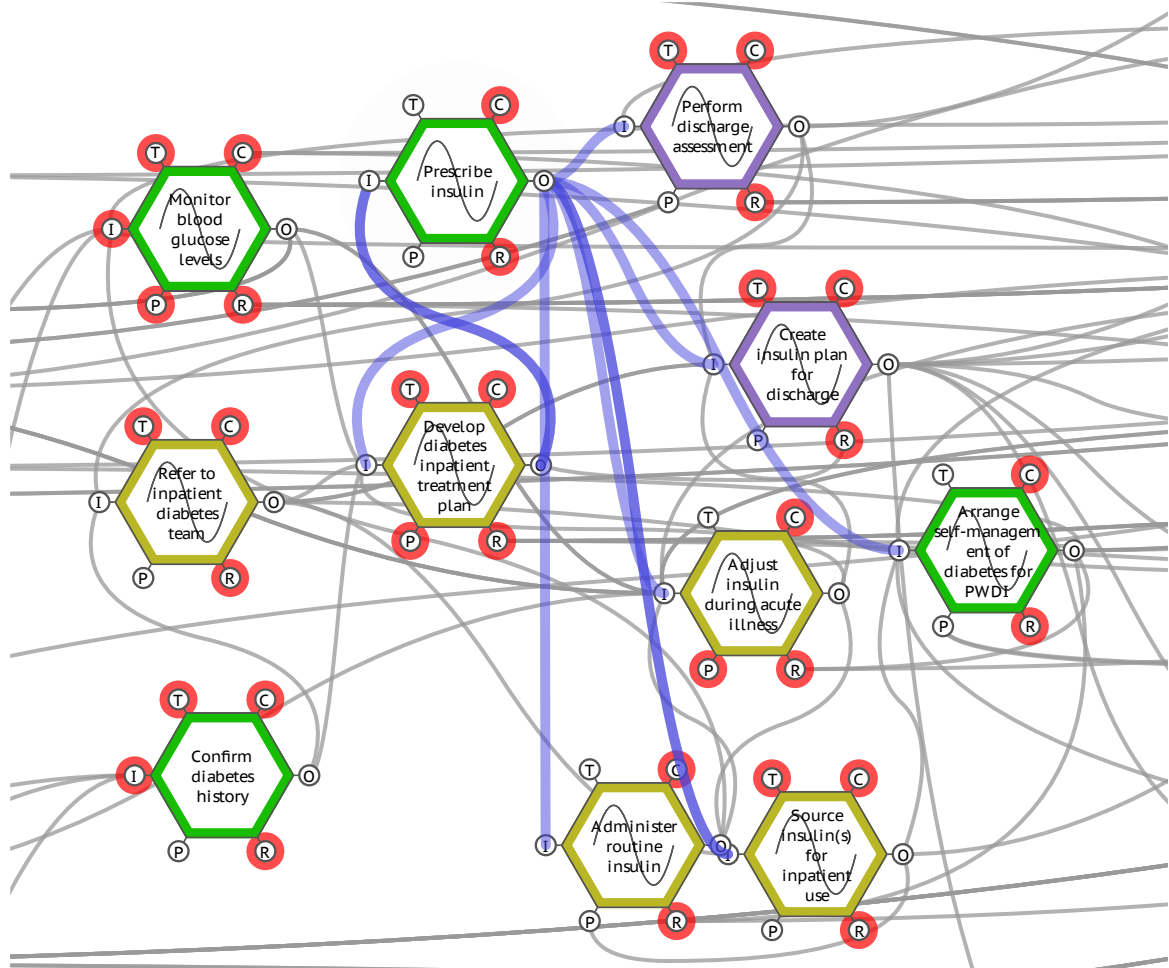 T
C
Perform
discharge
assessment
I
O
P
R
T
C
Prescribe
insulin
I
O
P
R
T
C
Monitor
blood
glucose
levels
I
O
P
R
T
C
Create
insulin plan
for
discharge
I
O
P
R
T
C
Develop
diabetes
inpatient
treatment
plan
I
O
P
R
T
C
Refer to
inpatient
diabetes
team
I
O
P
R
T
C
Arrange
self-managem
ent of
diabetes for
PWDI
I
O
P
R
T
C
Adjust
insulin
during acute
illness
I
O
P
R
T
C
Confirm
diabetes
history
I
O
P
R
T
C
Administer
routine
insulin
I
O
P
R
T
C
Source
insulin(s)
for
inpatient
use
I
O
P
R